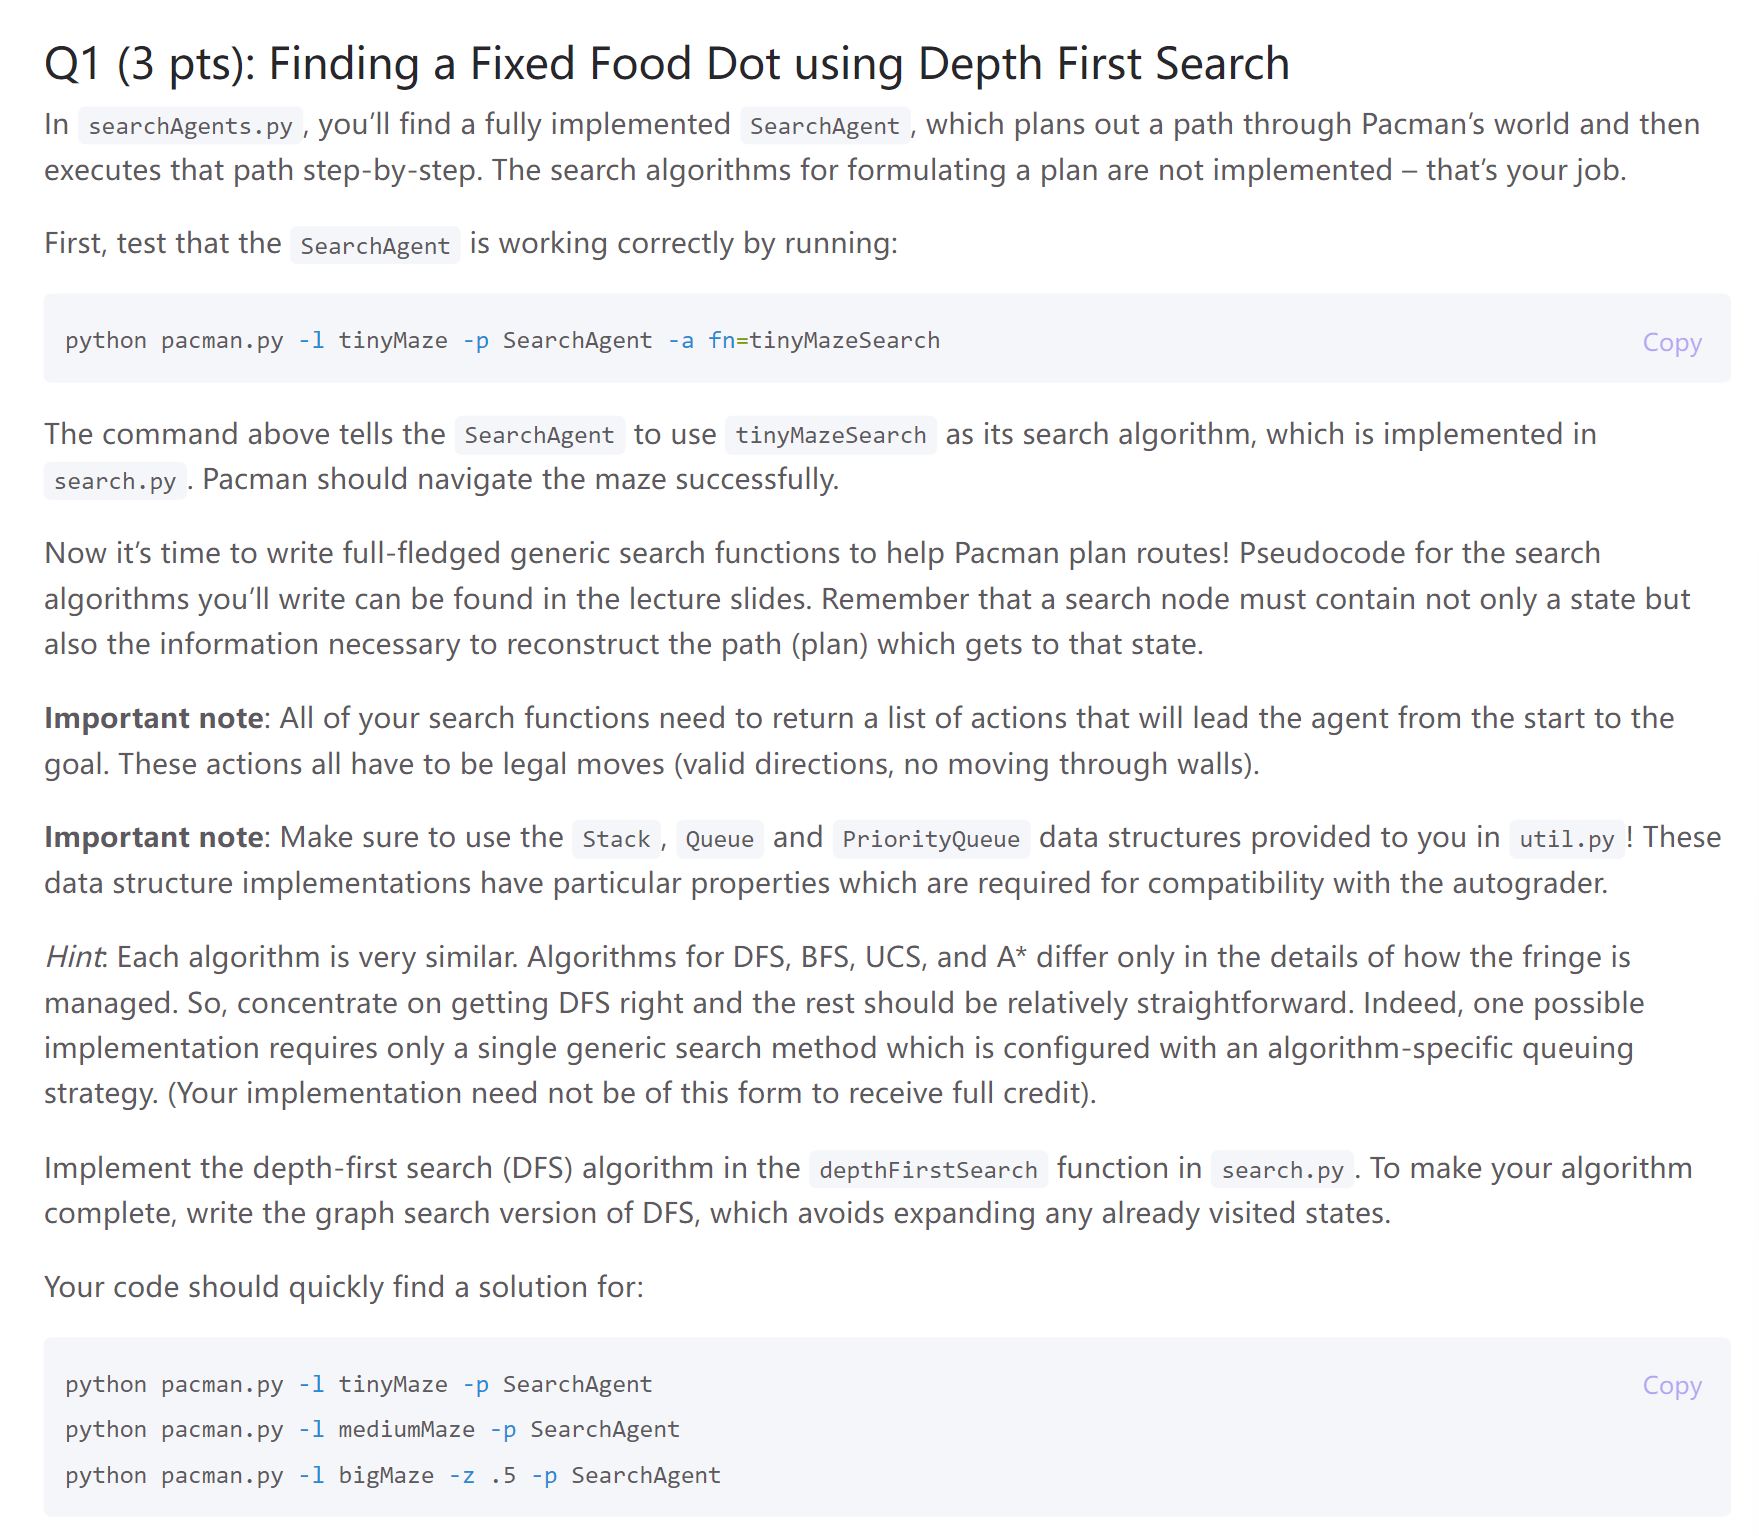 Q1 (3 pts): Finding a Fixed Food Dot using Depth First Search
In searchAgents.py, you’ll find a fully implemented SearchAgent, which plans out a path through Pacman’s world and then
executes that path step-by-step. The search algorithms for formulating a plan are not implemented – that’s your job.
First, test that the SearchAgent is working correctly by running:
python pacman.py -l tinyMaze -p SearchAgent -a fn=tinyMazeSearch
Copy
The command above tells the SearchAgent to use tinyMazeSearch as its search algorithm, which is implemented in
search.py. Pacman should navigate the maze successfully.
Now it’s time to write full-fledged generic search functions to help Pacman plan routes! Pseudocode for the search
algorithms you’ll write can be found in the lecture slides. Remember that a search node must contain not only a state but
also the information necessary to reconstruct the path (plan) which gets to that state.
Important note: All of your search functions need to return a list of actions that will lead the agent from the start to the
goal. These actions all have to be legal moves (valid directions, no moving through walls).
Important note: Make sure to use the Stack, Queue and PriorityQueue data structures provided to you in util.py! These
data structure implementations have particular properties which are required for compatibility with the autograder.
Hint: Each algorithm is very similar. Algorithms for DFS, BFS, UCS, and A* differ only in the details of how the fringe is
managed. So, concentrate on getting DFS right and the rest should be relatively straightforward. Indeed, one possible
implementation requires only a single generic search method which is configured with an algorithm-specific queuing
strategy. (Your implementation need not be of this form to receive full credit).
Implement the depth-first search (DFS) algorithm in the depthFirstSearch function in search.py. To make your algorithm
complete, write the graph search version of DFS, which avoids expanding any already visited states.
Your code should quickly find a solution for:
python pacman.py -l tinyMaze -p SearchAgent
Copy
python pacman.py -l mediumMaze -p SearchAgent
python pacman.py -l bigMaze -z .5 -p SearchAgent